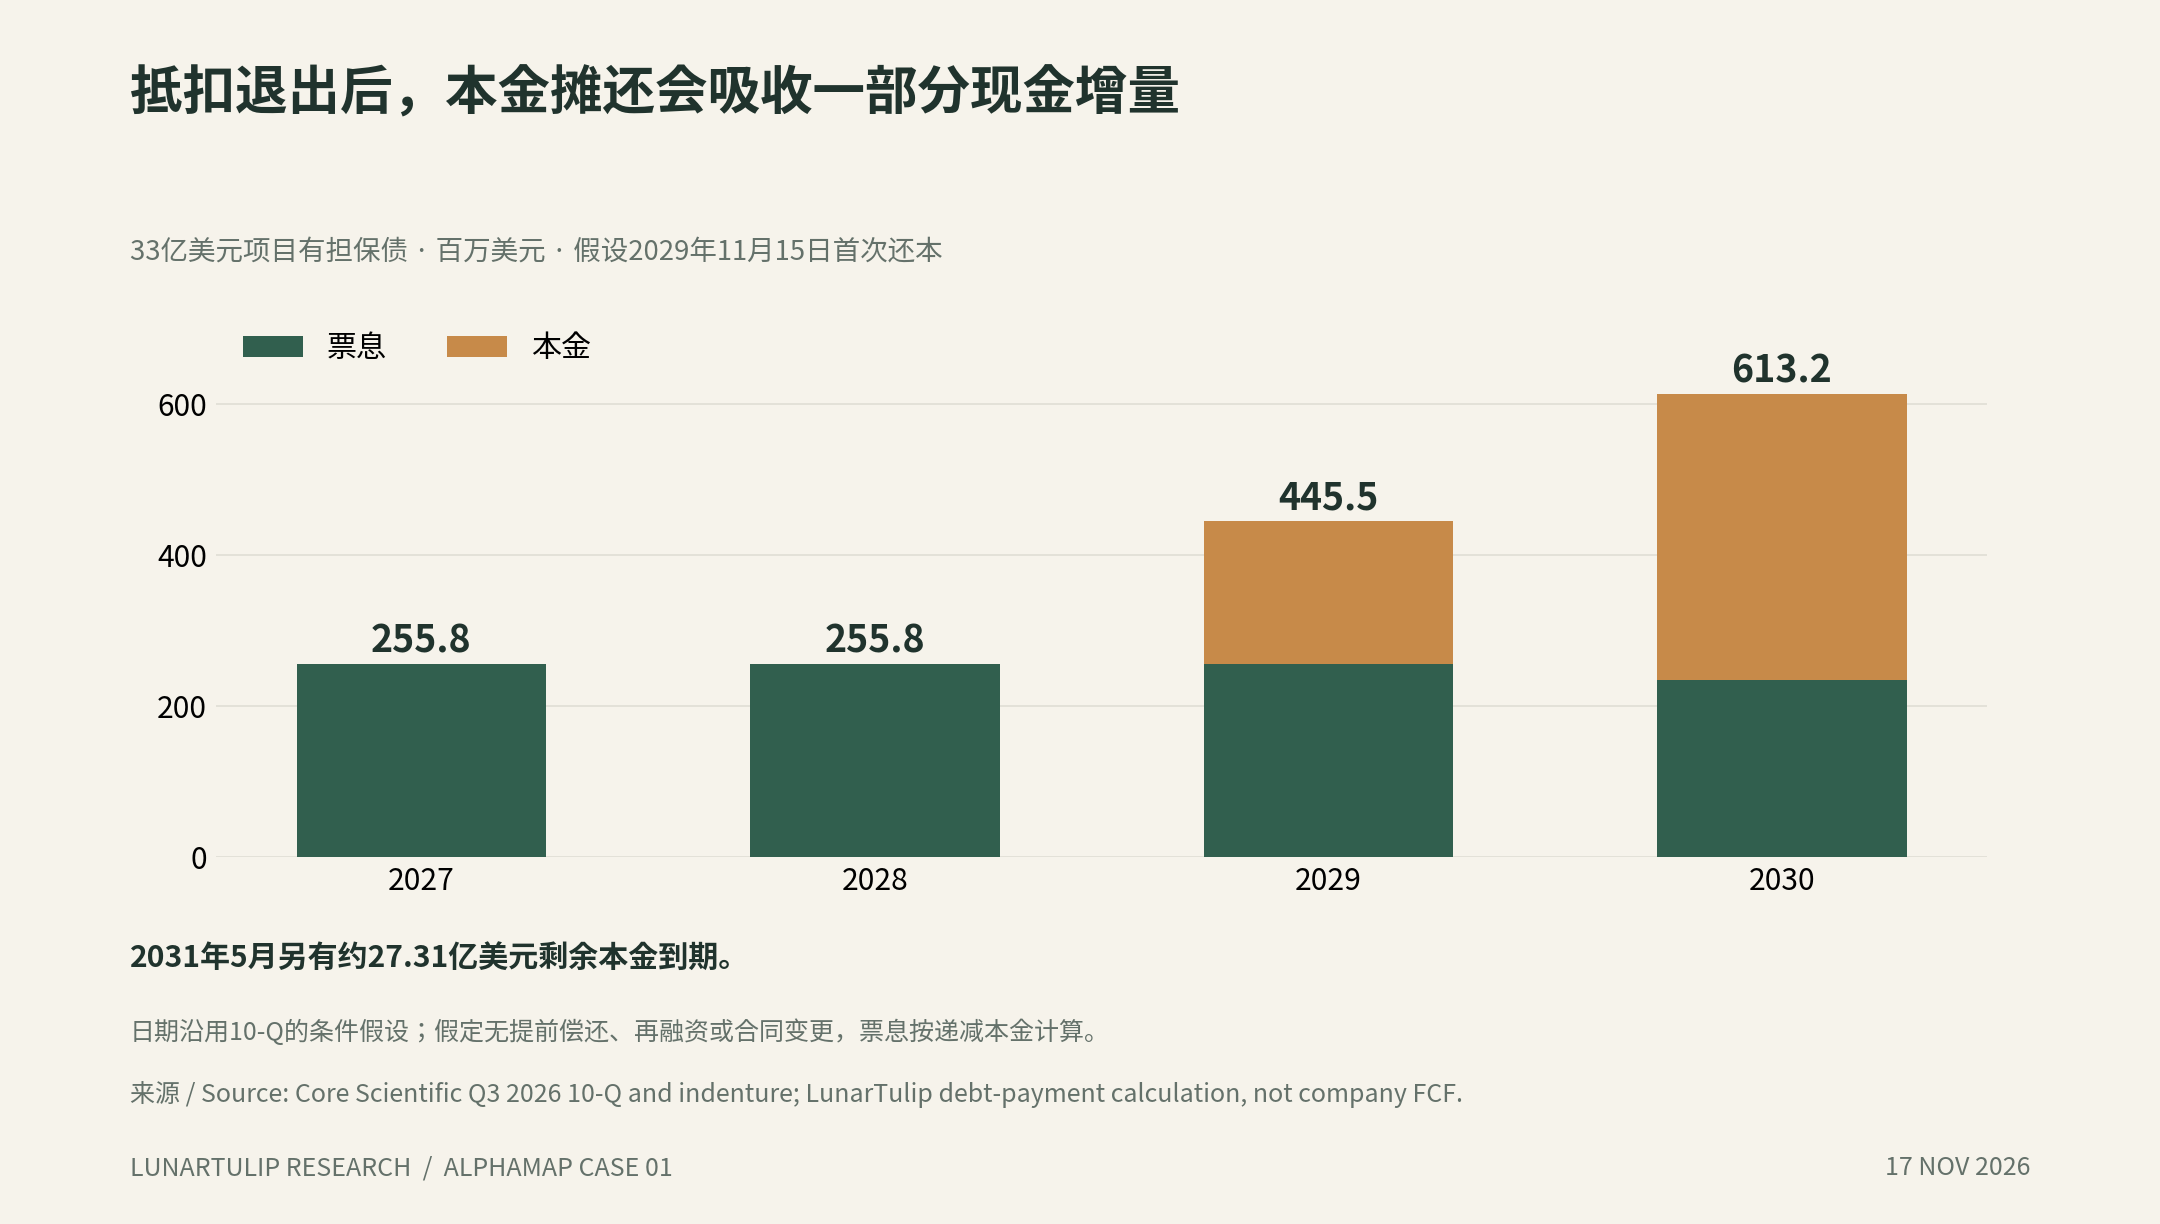 抵扣退出后，本金摊还会吸收一部分现金增量
33亿美元项目有担保债 · 百万美元 · 假设2029年11月15日首次还本
票息 本金
613.2
600
445.5
400
255.8 255.8
200
0
2027 2028 2029 2030
2031年5月另有约27.31亿美元剩余本金到期。
日期沿用10-Q的条件假设；假定无提前偿还、再融资或合同变更，票息按递减本金计算。
来源 / Source: Core Scientific Q3 2026 10-Q and indenture; LunarTulip debt-payment calculation, not company FCF.
LUNARTULIP RESEARCH / ALPHAMAP CASE 01
17 NOV 2026